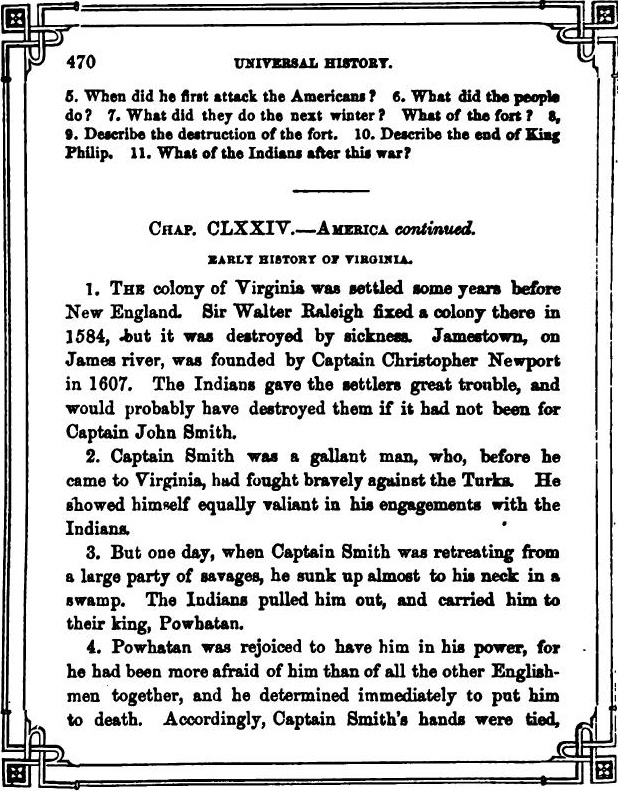 470 UNIVERSAL HISTORY.
5. When did he first attack the Americans? 6. What did the people
do? 7. What did they do the next winter? What of the fort? 8,
9. Describe the destruction of the fort. 10. Describe the end of King
Philip. 11. What of the Indians after this war?
CHAP. CLXXIV.—AMERICA continued.
EARLY HISTORY OF VIRGINIA.
1. THE colony of Virginia was settled some years before
New England. Sir Walter Raleigh fixed a colony there in
1584, but it was destroyed by sickness. Jamestown, on
James river, was founded by Captain Christopher Newport
in 1607. The Indians gave the settlers great trouble, and
would probably have destroyed them if it had not been for
Captain John Smith.
2. Captain Smith was a gallant man, who, before he
came to Virginia, had fought bravely against the Turks. He
showed himself equally valiant in his engagements with the
Indians.
3. But one day, when Captain Smith was retreating from
a large party of savages, he sunk up almost to his neck in a
swamp. The Indians pulled him out, and carried him to
their king, Powhatan.
4. Powhatan was rejoiced to have him in his power, for
he had been more afraid of him than of all the other English-
men together, and he determined immediately to put him
to death. Accordingly, Captain Smith's hands were tied,